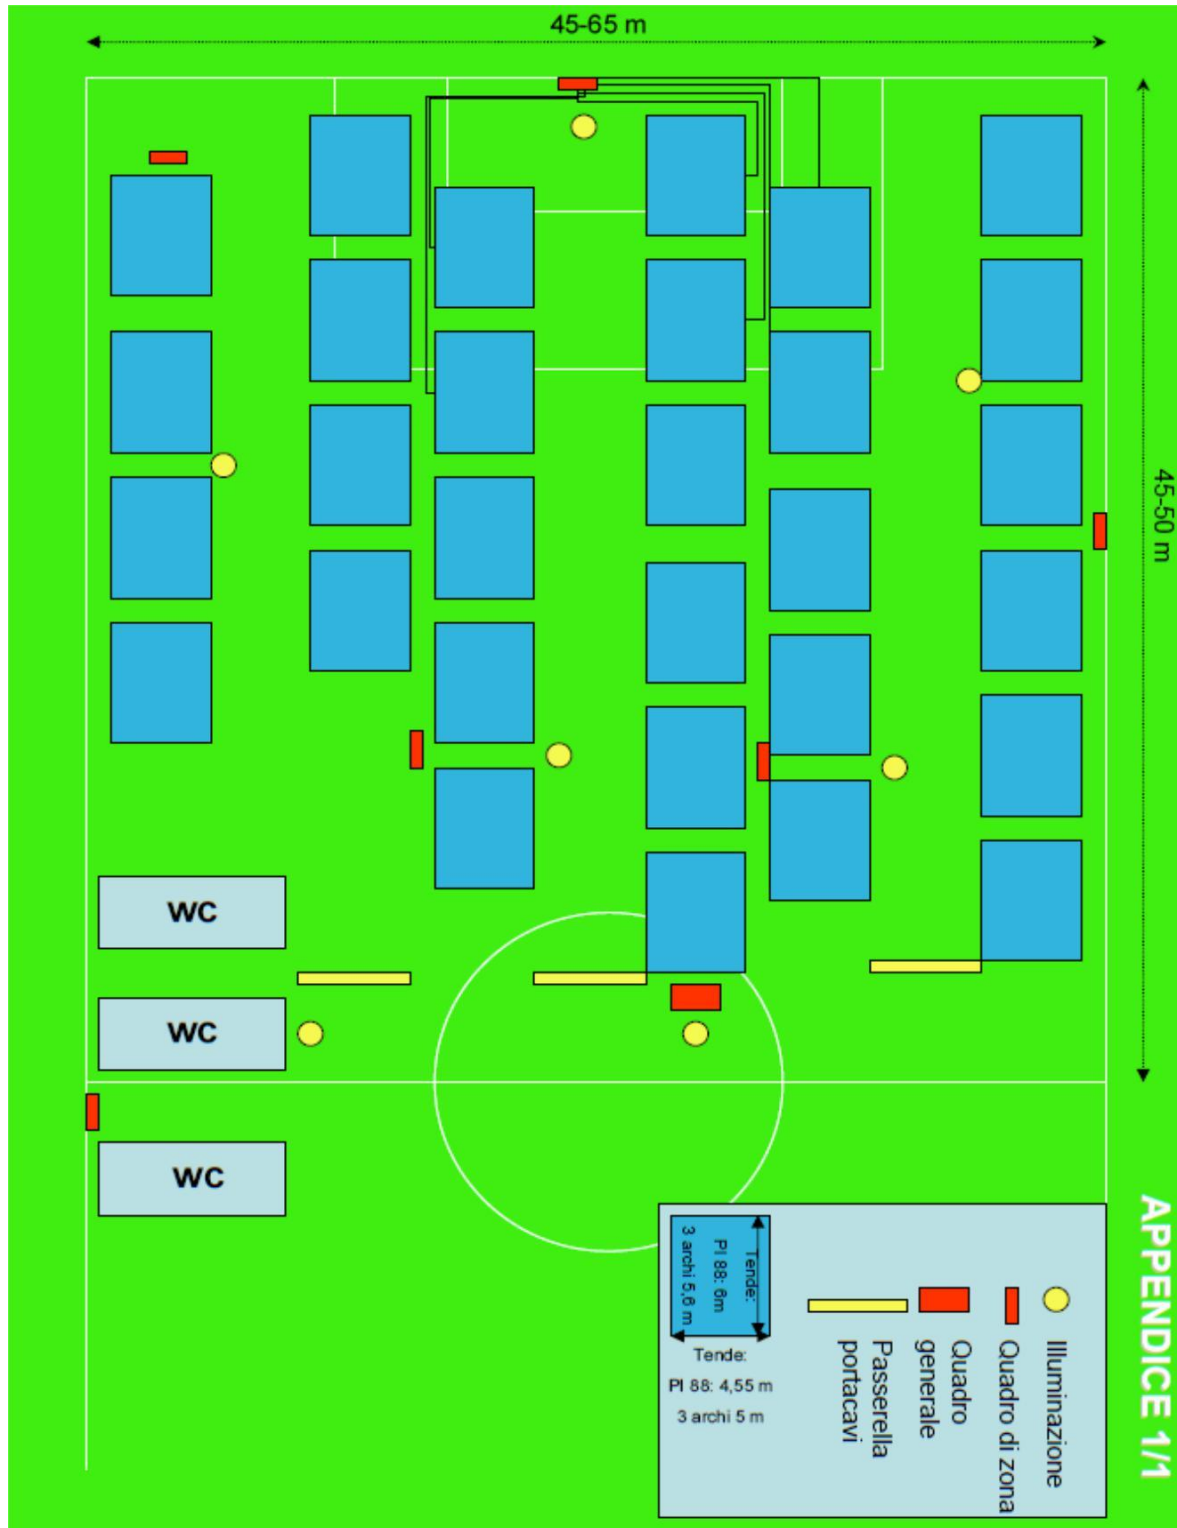 45-65 m
45-50 m
WC
WC
WC
APPENDICE 1/1
Illuminazione
Quadro di zona
Quadro
generale
Passerella
portacavi
Tende:
PI 88: 6m
3 archi 5,6 m
Tende:
PI 88: 4,55 m
3 archi 5 m